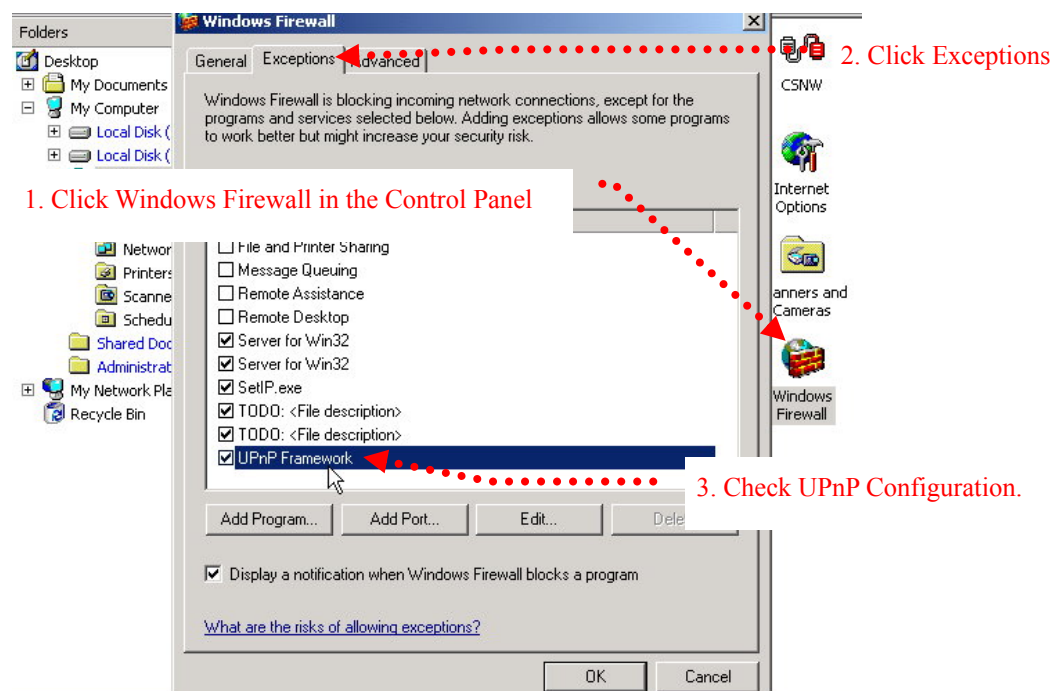 Folders
Desktop
My Documents
My Computer
Local Disk (
Local Disk (
Networ
Printers
Scanne
Schedu
Shared Doc
Administrat
My Network Pla
Recycle Bin
Windows Firewall
General Exceptions Advanced
Windows Firewall is blocking incoming network connections, except for the
programs and services selected below. Adding exceptions allows some programs
to work better but might increase your security risk.
1. Click Windows Firewall in the Control Panel
File and Printer Sharing
Message Queuing
Remote Assistance
Remote Desktop
Server for Win32
Server for Win32
SetIP.exe
TODO: <File description>
TODO: <File description>
UPnP Framework
Add Program... Add Port... Edit... Dele
Display a notification when Windows Firewall blocks a program
What are the risks of allowing exceptions?
OK Cancel
2. Click Exceptions
CSNW
Internet
Options
anners and
Cameras
Windows
Firewall
3. Check UPnP Configuration.